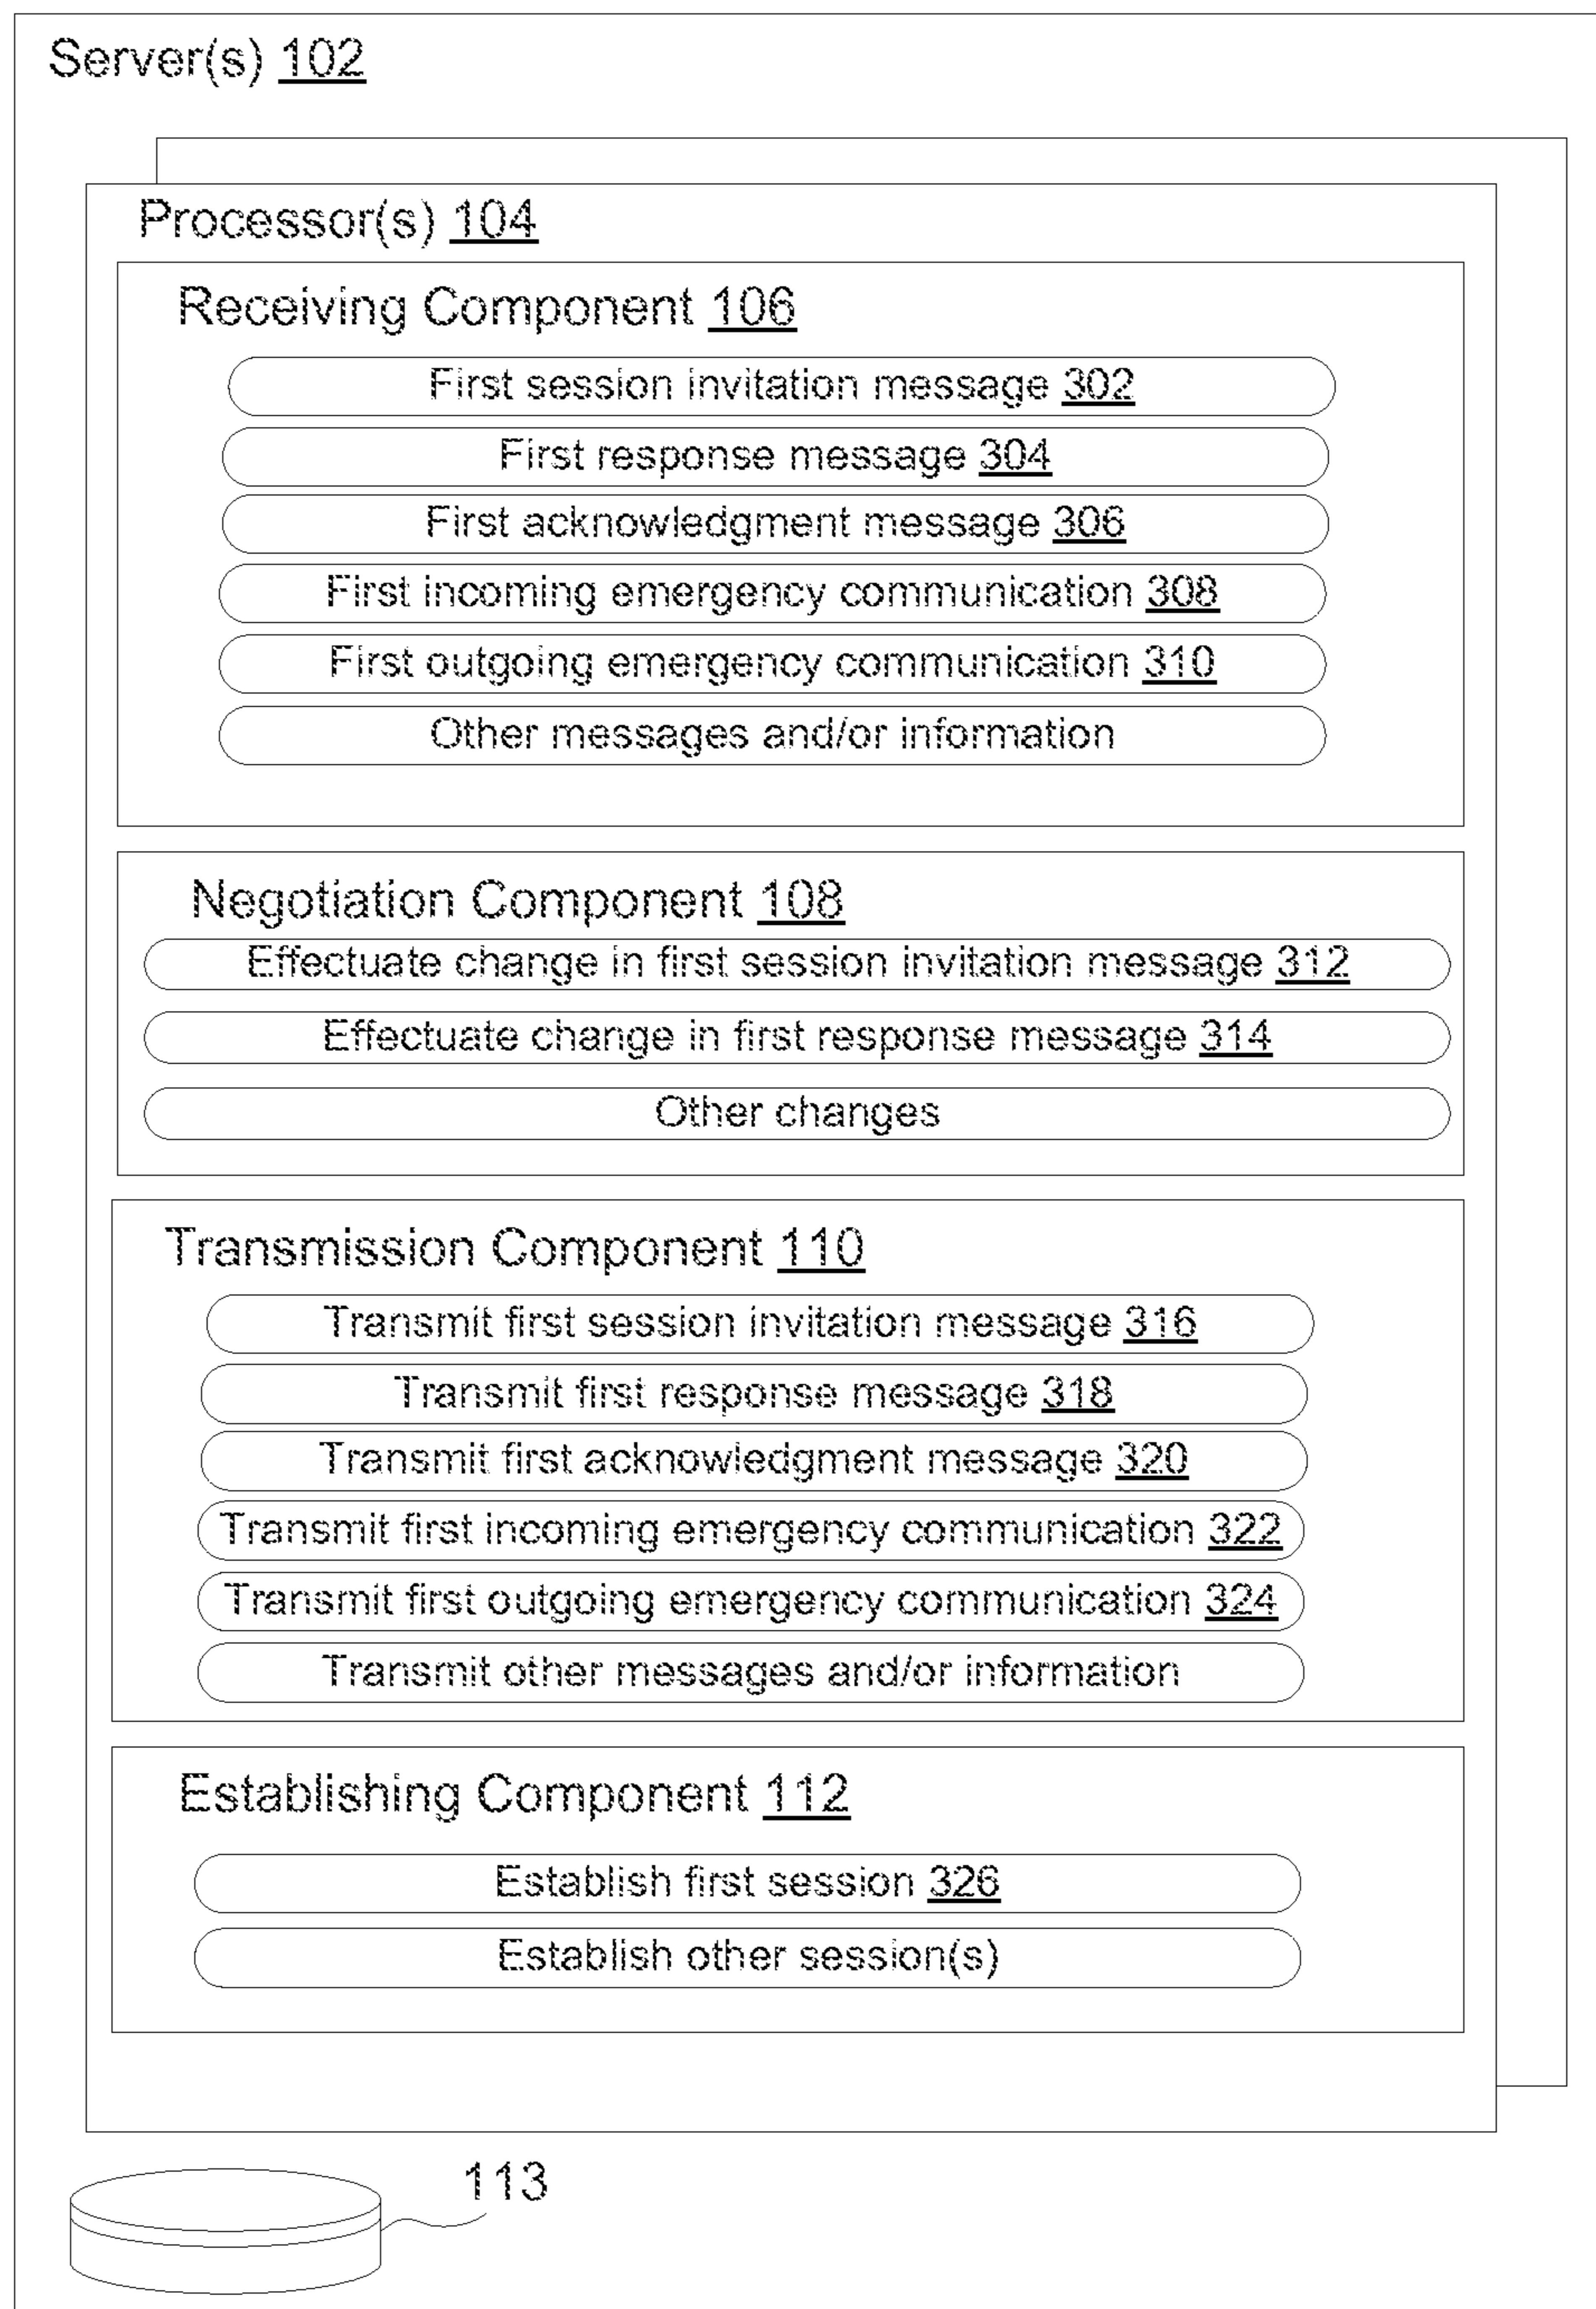 Server(s) 102
Processor(s) 104
Receiving Component 106
First session invitation message 302
First response message 304
First acknowledgment message 306
First incoming emergency communication 308
First outgoing emergency communication 310
Other messages and/or information
Negotiation Component 108
Effectuate change in first session invitation message 312
Effectuate change in first response message 314
Other changes
Transmission Component 110
Transmit first session invitation message 316
Transmit first response message 318
Transmit first acknowledgment message 320
Transmit first incoming emergency communication 322
Transmit first outgoing emergency communication 324
Transmit other messages and/or information
Establishing Component 112
Establish first session 326
Establish other session(s)
113